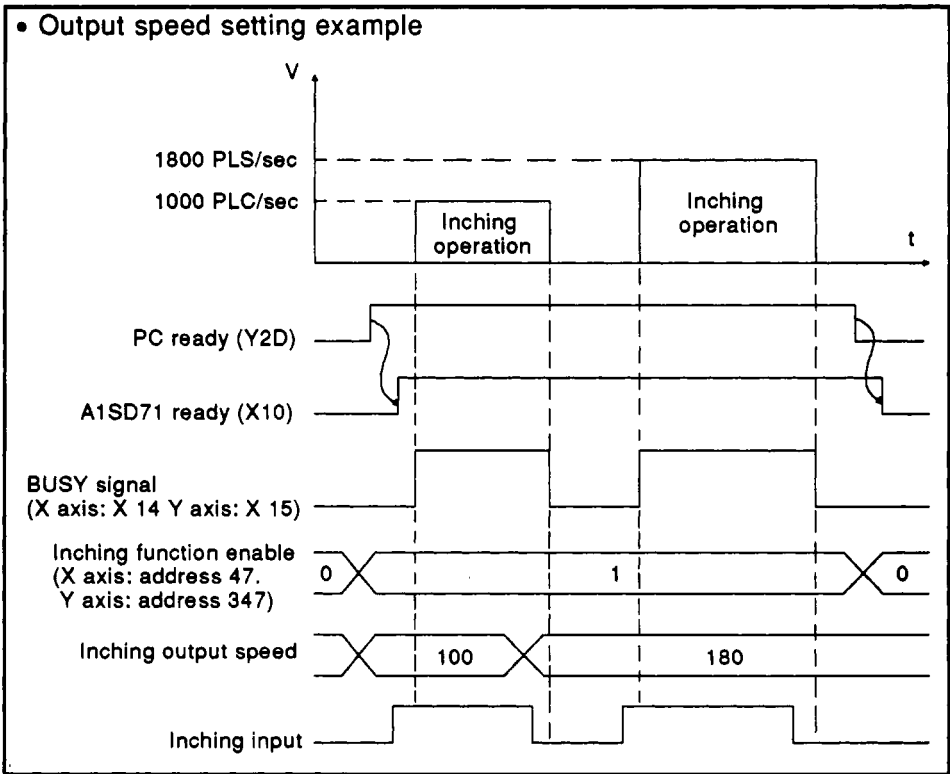 • Output speed setting example
V
1800 PLS/sec
1000 PLC/sec
Inching
operation
Inching
operation
t
PC ready (Y2D)
A1SD71 ready (X10)
BUSY signal
(X axis: X 14 Y axis: X 15)
Inching function enable
(X axis: address 47.
Y axis: address 347)
0
1
0
Inching output speed
100
180
Inching input